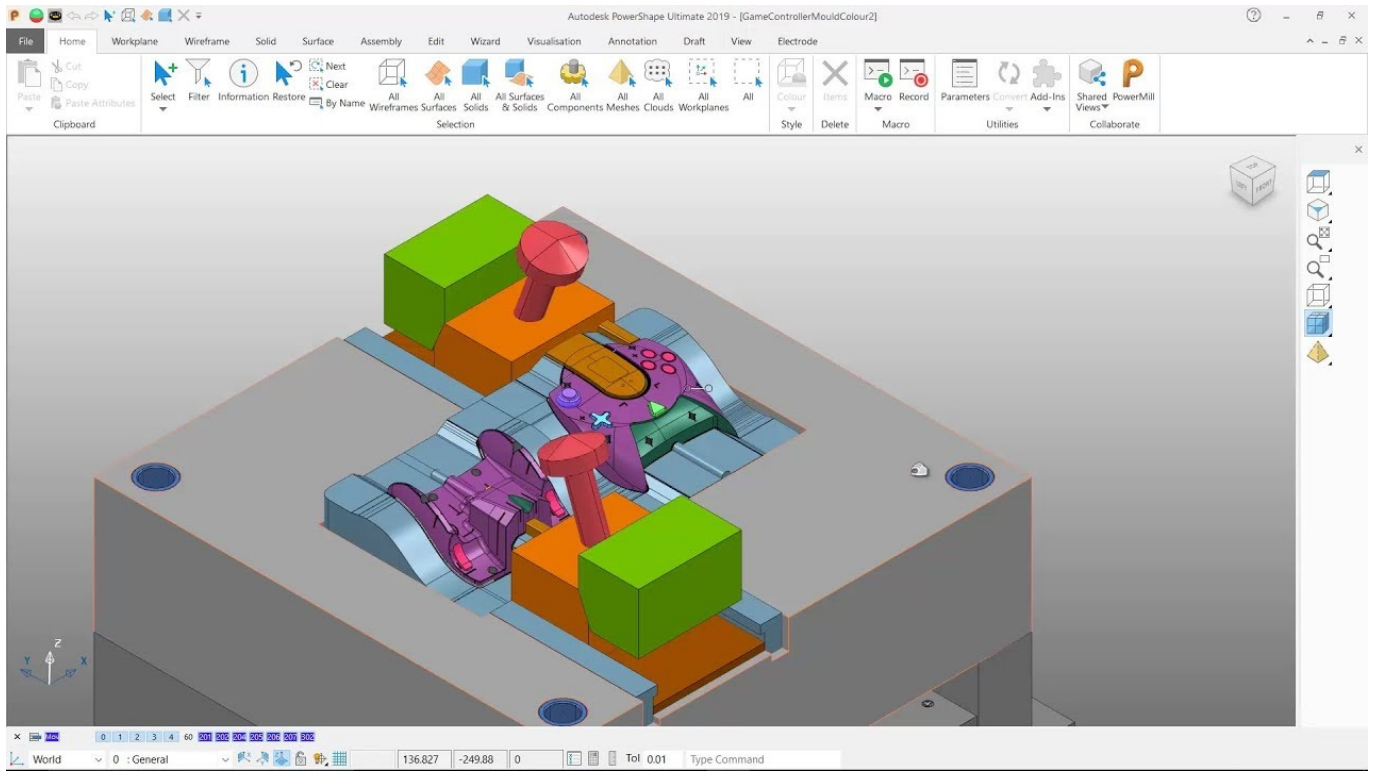 Autodesk PowerShape Ultimate 2019 - [GameControllerMouldColour2]
File Home Workplane Wireframe Solid Surface Assembly Edit Wizard Visualisation Annotation Draft View Electrode
Paste
Cut
Copy
Paste Attributes
Clipboard
Select Filter Information Restore
Next
Clear
By Name
All Wireframes
All Surfaces
All Solids
All Surfaces & Solids
All Components
All Meshes
All Clouds
All Workplanes
All
Selection
Colour
Style
Items
Delete
Macro Record
Macro
Parameters Convert Add-Ins
Utilities
Shared Views
PowerMill
Collaborate
TOP
LEFT FRONT
Z
Y X
0 1 2 3 4 60 201 202 204 205 206 207 302
World 0 : General 136.827 -249.88 0 Tol 0.01 Type Command